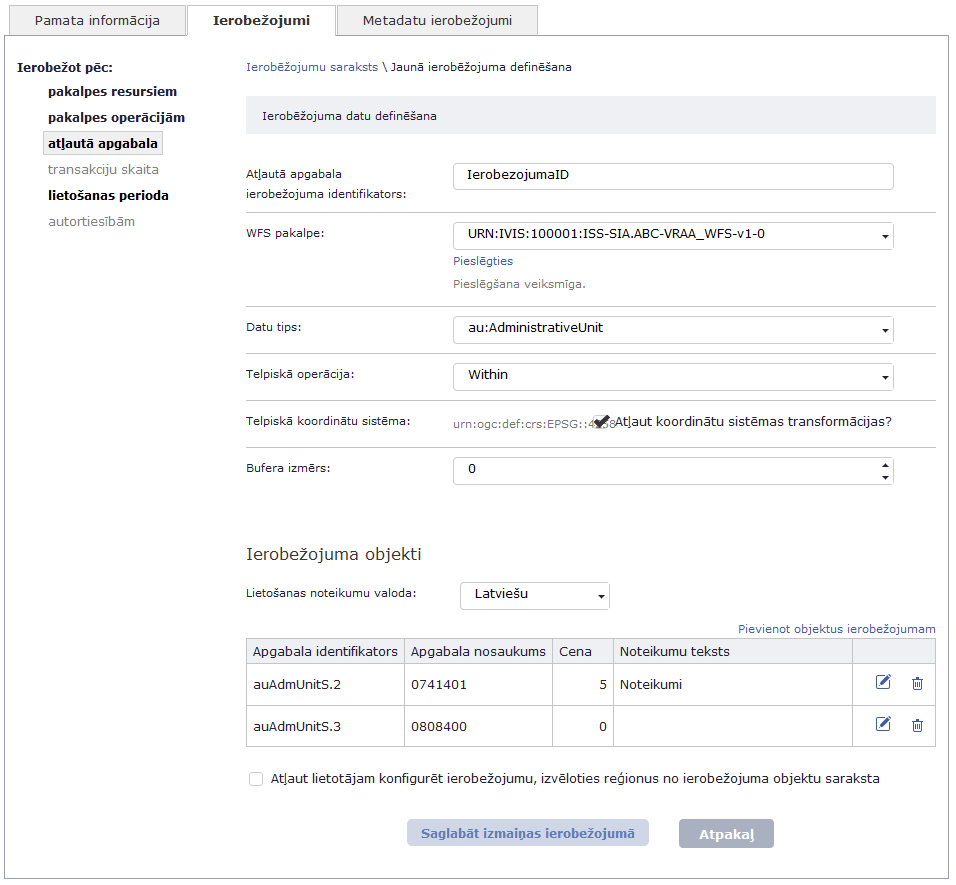 Pamata informācija
Ierobežojumi
Metadatu ierobežojumi
Ierobežot pēc:
pakalpes resursiem
pakalpes operācijām
atļautā apgabala
transakciju skaita
lietošanas perioda
autortiesībām
Ierobēžojumu saraksts \ Jaunā ierobēžojuma definēšana
Ierobēžojuma datu definēšana
Atļautā apgabala
ierobežojuma identifikators:
IerobezojumaID
WFS pakalpe:
URN:IVIS:100001:ISS-SIA.ABC-VRAA_WFS-v1-0
Pieslēgties
Pieslēgšana veiksmīga.
Datu tips:
au:AdministrativeUnit
Telpiskā operācija:
Within
Telpiskā koordinātu sistēma:
urn:ogc:def:crs:EPSG::4258
Atļaut koordinātu sistēmas transformācijas?
Bufera izmērs:
0
Ierobežojuma objekti
Lietošanas noteikumu valoda:
Latviešu
Pievienot objektus ierobežojumam
Apgabala identifikators Apgabala nosaukums Cena Noteikumu teksts
auAdmUnitS.2 0741401 5 Noteikumi
auAdmUnitS.3 0808400 0
Atļaut lietotājam konfigurēt ierobežojumu, izvēloties reģionus no ierobežojuma objektu saraksta
Saglabāt izmaiņas ierobežojumā
Atpakaļ